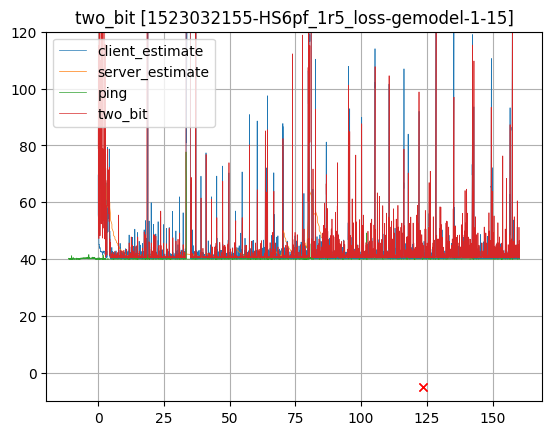 two_bit [1523032155-HS6pf_1r5_loss-gemodel-1-15]
client_estimate
server_estimate
ping
two_bit
120
100
80
60
40
20
0
0 25 50 75 100 125 150